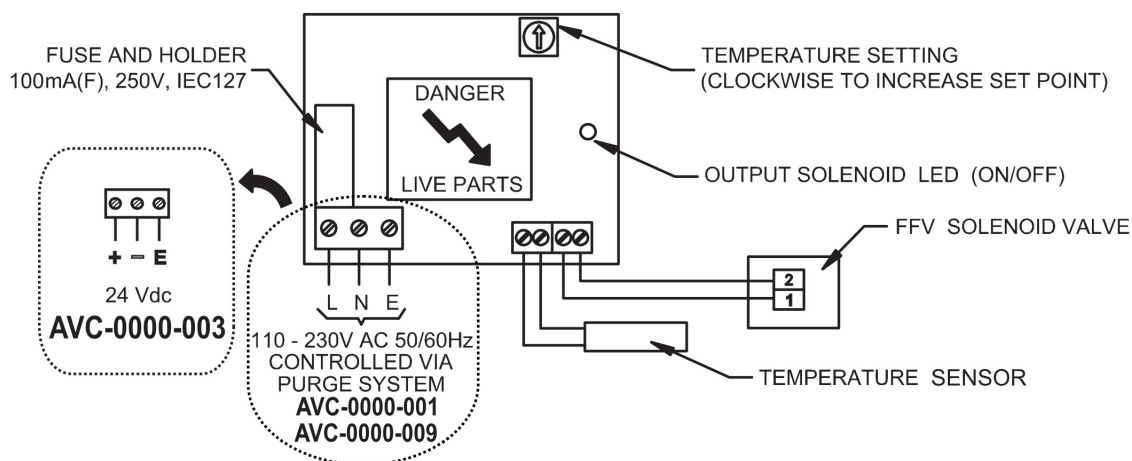 FUSE AND HOLDER
100mA(F), 250V, IEC127
TEMPERATURE SETTING
(CLOCKWISE TO INCREASE SET POINT)
DANGER
LIVE PARTS
OUTPUT SOLENOID LED (ON/OFF)
FFV SOLENOID VALVE
2
1
+ – E
24 Vdc
AVC-0000-003
L N E
110 - 230V AC 50/60Hz
CONTROLLED VIA
PURGE SYSTEM
AVC-0000-001
AVC-0000-009
TEMPERATURE SENSOR